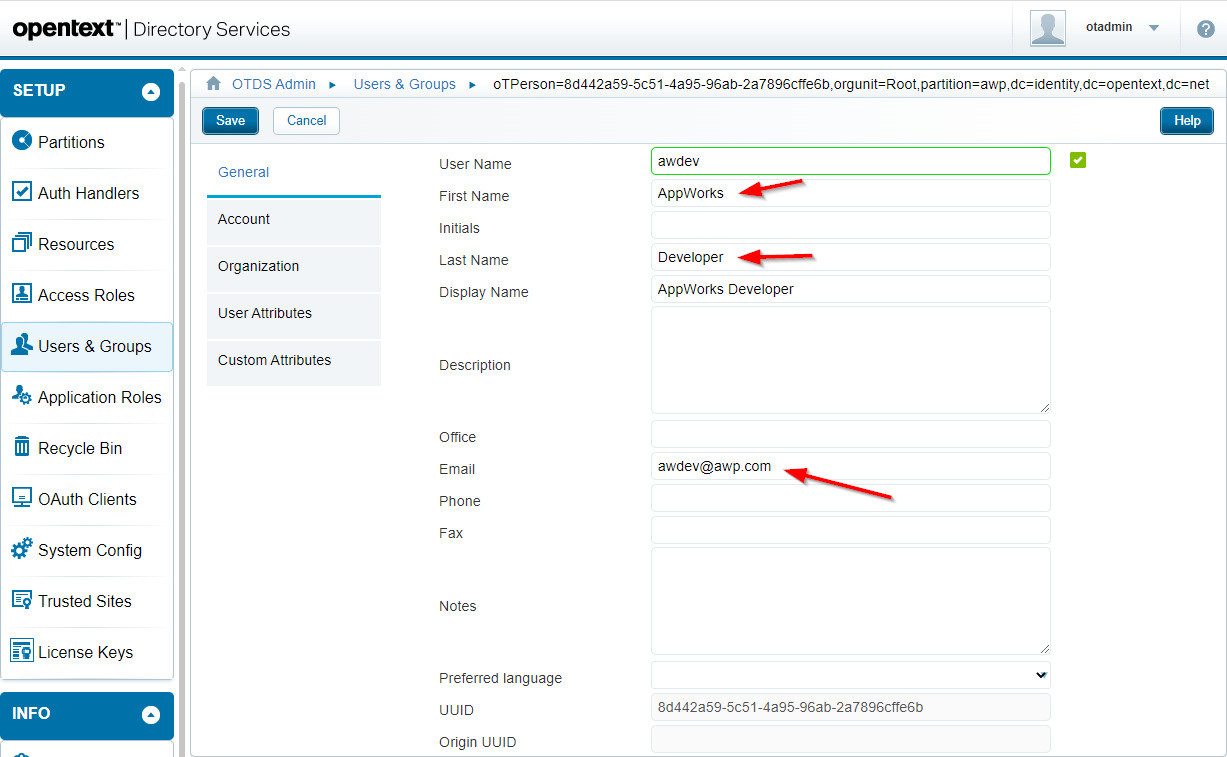 opentext™ | Directory Services
otadmin
?
SETUP
Partitions
Auth Handlers
Resources
Access Roles
Users & Groups
Application Roles
Recycle Bin
OAuth Clients
System Config
Trusted Sites
License Keys
INFO
OTDS Admin ▸ Users & Groups ▸ oTPerson=8d442a59-5c51-4a95-96ab-2a7896cffe6b,orgunit=Root,partition=awp,dc=identity,dc=opentext,dc=net
Save Cancel Help
General
Account
Organization
User Attributes
Custom Attributes
User Name awdev
First Name AppWorks
Initials
Last Name Developer
Display Name AppWorks Developer
Description
Office
Email awdev@awp.com
Phone
Fax
Notes
Preferred language
UUID 8d442a59-5c51-4a95-96ab-2a7896cffe6b
Origin UUID